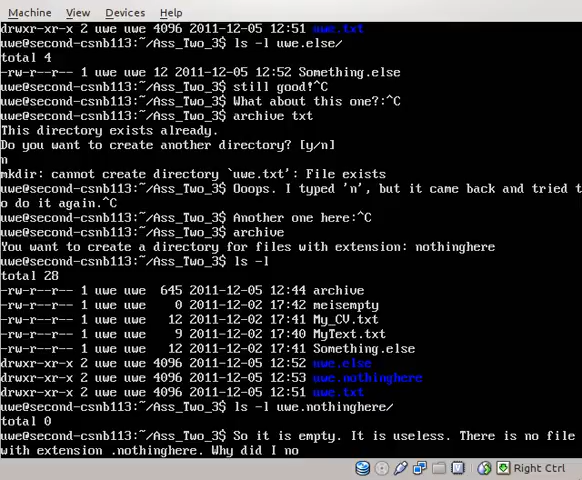 Machine View Devices Help
drwxr-xr-x 2 uwe uwe 4096 2011-12-05 12:51 uwe.txt
uwe@second-csnb113:~/Ass_Two_3$ ls -l uwe.else/
total 4
-rw-r--r-- 1 uwe uwe 12 2011-12-05 12:52 Something.else
uwe@second-csnb113:~/Ass_Two_3$ still good!^C
uwe@second-csnb113:~/Ass_Two_3$ What about this one?:^C
uwe@second-csnb113:~/Ass_Two_3$ archive txt
This directory exists already.
Do you want to create another directory? [y/n]
n
mkdir: cannot create directory `uwe.txt': File exists
uwe@second-csnb113:~/Ass_Two_3$ Ooops. I typed 'n', but it came back and tried t
o do it again.^C
uwe@second-csnb113:~/Ass_Two_3$ Another one here:^C
uwe@second-csnb113:~/Ass_Two_3$ archive
You want to create a directory for files with extension: nothinghere
uwe@second-csnb113:~/Ass_Two_3$ ls -l
total 28
-rw-r--r-- 1 uwe uwe  645 2011-12-05 12:44 archive
-rw-r--r-- 1 uwe uwe    0 2011-12-02 17:42 meisempty
-rw-r--r-- 1 uwe uwe   12 2011-12-02 17:41 My_CV.txt
-rw-r--r-- 1 uwe uwe    9 2011-12-02 17:40 MyText.txt
-rw-r--r-- 1 uwe uwe   12 2011-12-02 17:41 Something.else
drwxr-xr-x 2 uwe uwe 4096 2011-12-05 12:52 uwe.else
drwxr-xr-x 2 uwe uwe 4096 2011-12-05 12:53 uwe.nothinghere
drwxr-xr-x 2 uwe uwe 4096 2011-12-05 12:51 uwe.txt
uwe@second-csnb113:~/Ass_Two_3$ ls -l uwe.nothinghere/
total 0
uwe@second-csnb113:~/Ass_Two_3$ So it is empty. It is useless. There is no file
with extension .nothinghere. Why did I no
Right Ctrl